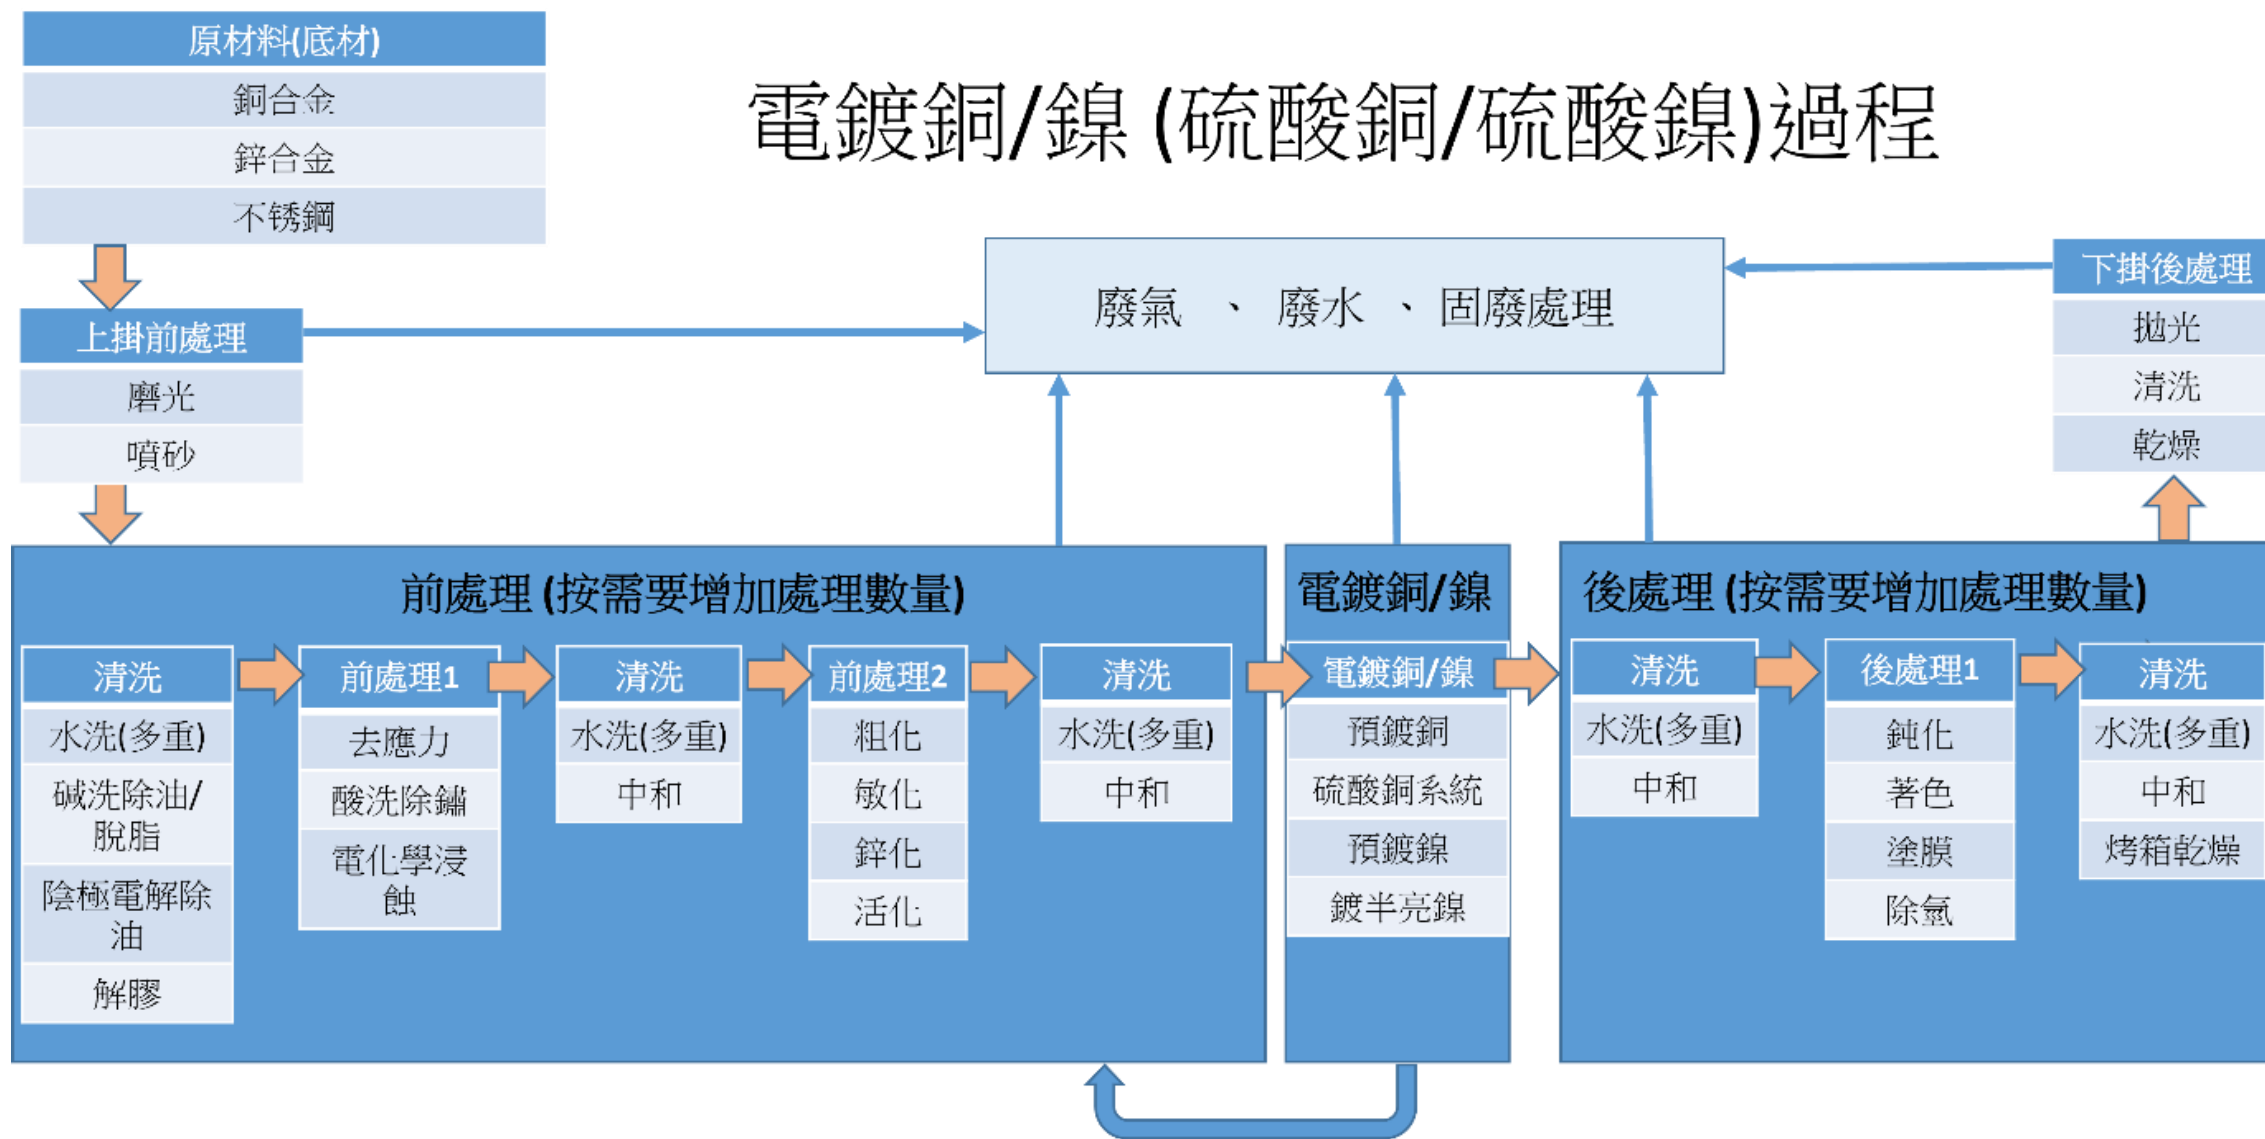 原材料(底材)
銅合金
鋅合金
不锈鋼
電鍍銅/鎳 (硫酸銅/硫酸鎳)過程
上掛前處理
磨光
噴砂
廢氣 、 廢水 、 固廢處理
下掛後處理
拋光
清洗
乾燥
前處理 (按需要增加處理數量)
清洗
水洗(多重)
碱洗除油/
脫脂
陰極電解除
油
解膠
前處理1
去應力
酸洗除鏽
電化學浸
蝕
清洗
水洗(多重)
中和
前處理2
粗化
敏化
鋅化
活化
清洗
水洗(多重)
中和
電鍍銅/鎳
電鍍銅/鎳
預鍍銅
硫酸銅系統
預鍍鎳
鍍半亮鎳
後處理 (按需要增加處理數量)
清洗
水洗(多重)
中和
後處理1
鈍化
著色
塗膜
除氫
清洗
水洗(多重)
中和
烤箱乾燥